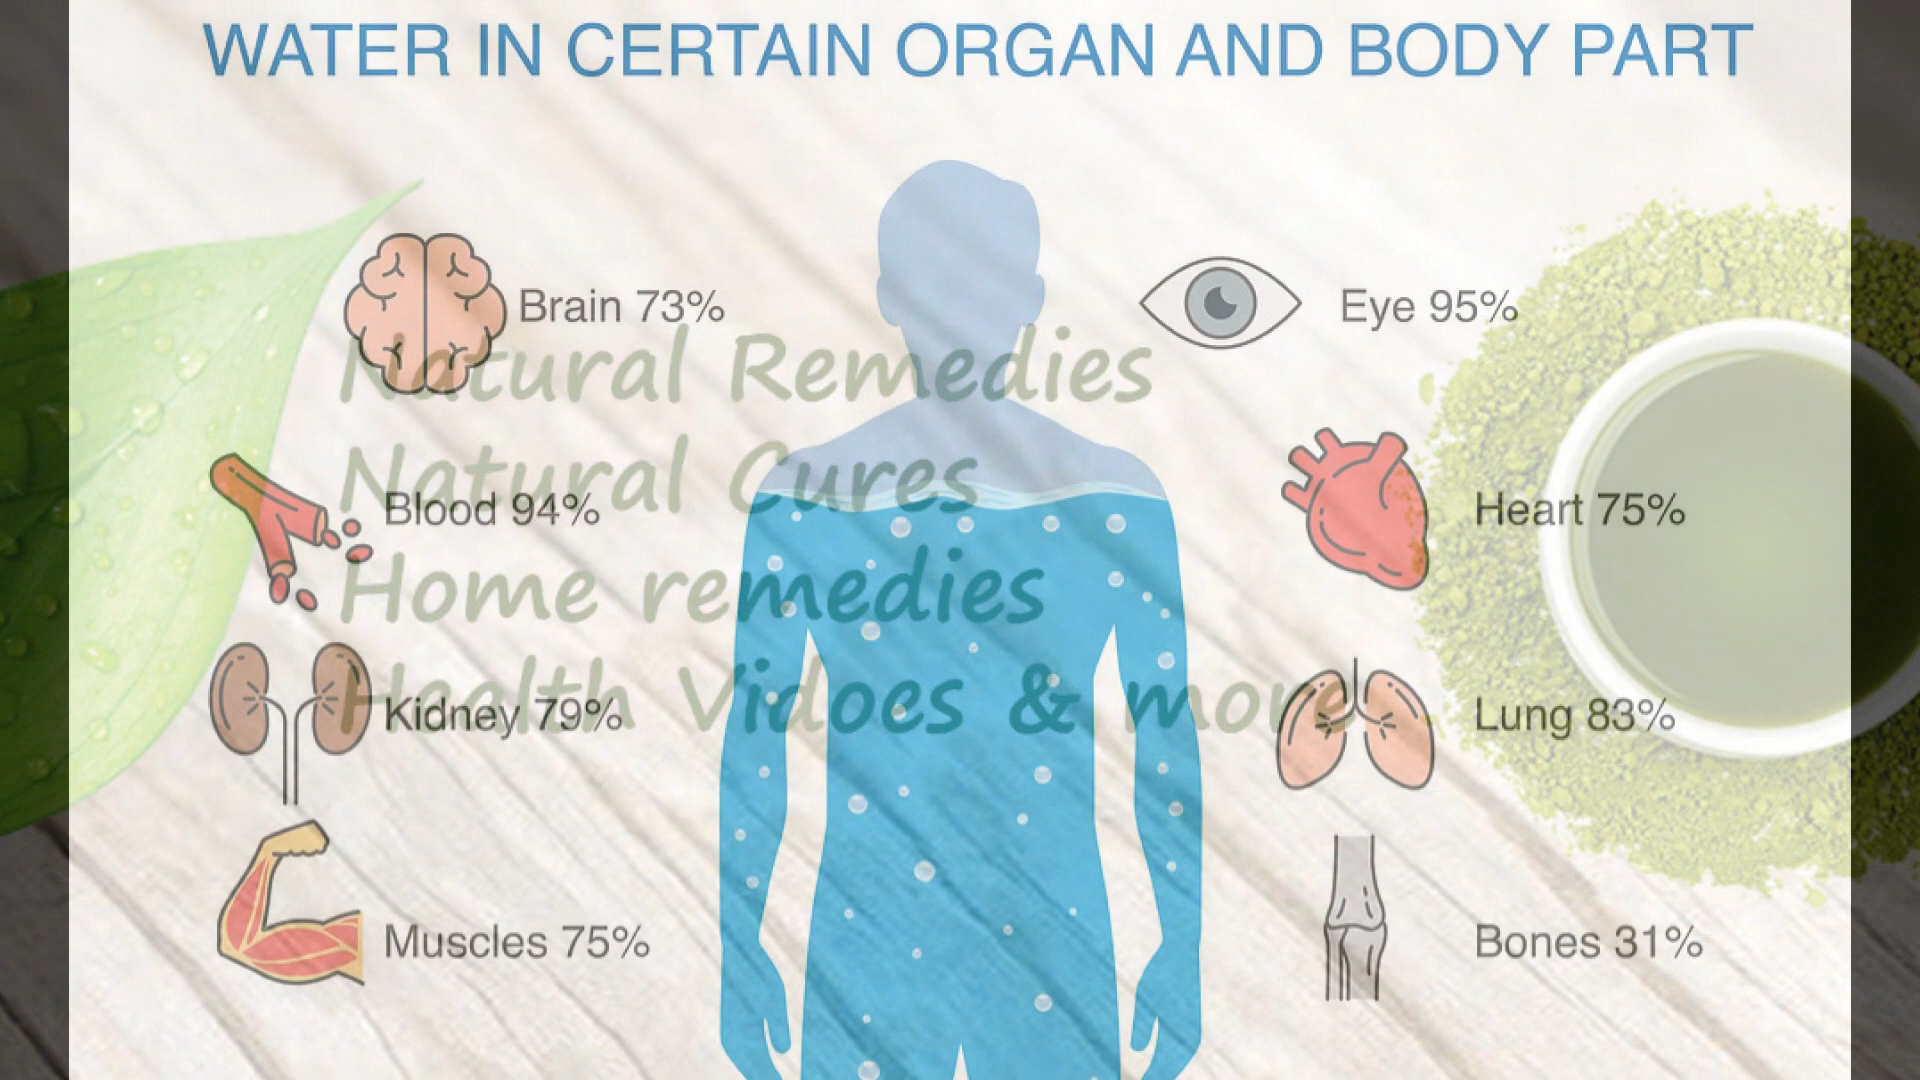 WATER IN CERTAIN ORGAN AND BODY PART
Brain 73%
Eye 95%
Natural Remedies
Natural Cures
Blood 94%
Heart 75%
Home remedies
Health Vidoes & more
Kidney 79%
Lung 83%
Muscles 75%
Bones 31%